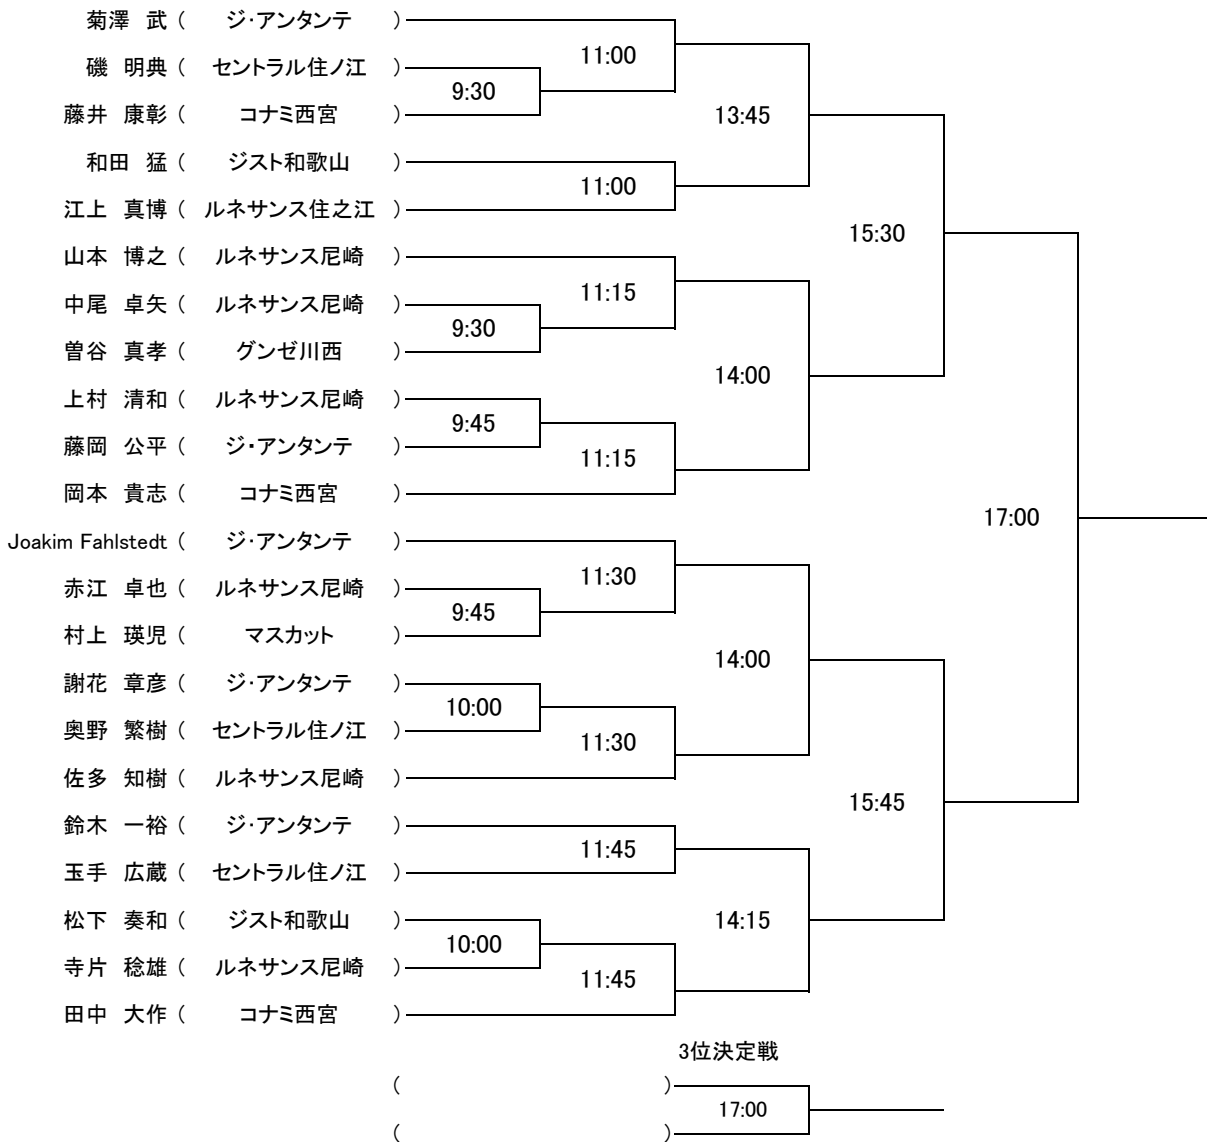 菊澤 武 ( ジ・アンタンテ )
11:00
磯 明典 ( セントラル住ノ江 )
9:30
13:45
藤井 康彰 ( コナミ西宮 )
和田 猛 ( ジスト和歌山 )
11:00
江上 真博 ( ルネサンス住之江 )
15:30
山本 博之 ( ルネサンス尼崎 )
11:15
中尾 卓矢 ( ルネサンス尼崎 )
9:30
曽谷 真孝 ( グンゼ川西 )
14:00
上村 清和 ( ルネサンス尼崎 )
9:45
藤岡 公平 ( ジ・アンタンテ )
11:15
岡本 貴志 ( コナミ西宮 )
17:00
Joakim Fahlstedt ( ジ・アンタンテ )
11:30
赤江 卓也 ( ルネサンス尼崎 )
9:45
村上 瑛児 ( マスカット )
14:00
謝花 章彦 ( ジ・アンタンテ )
10:00
奥野 繁樹 ( セントラル住ノ江 )
11:30
佐多 知樹 ( ルネサンス尼崎 )
15:45
鈴木 一裕 ( ジ・アンタンテ )
11:45
玉手 広蔵 ( セントラル住ノ江 )
松下 奏和 ( ジスト和歌山 )
14:15
10:00
寺片 稔雄 ( ルネサンス尼崎 )
11:45
田中 大作 ( コナミ西宮 )
3位決定戦
( )
17:00
( )